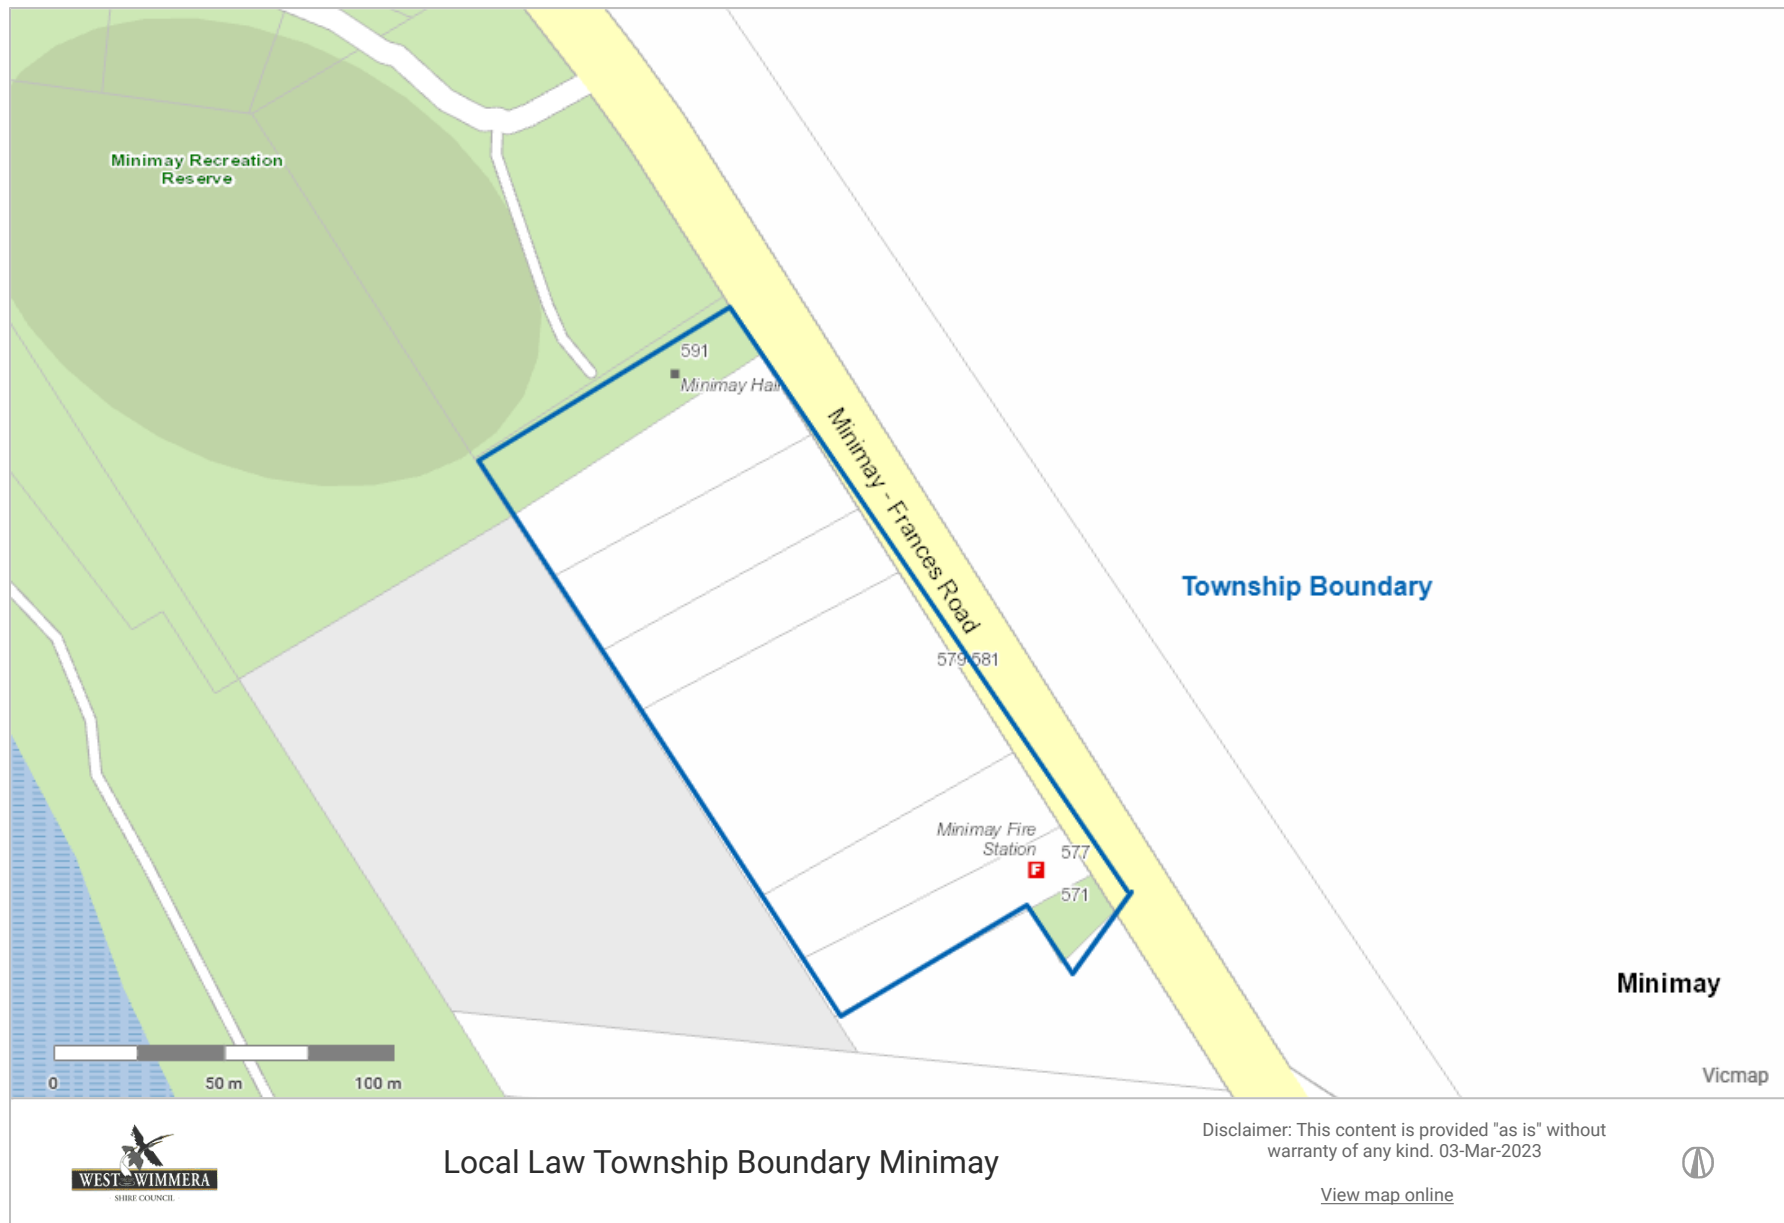 Minimay Recreation
Reserve
591
Minimay Hall
Minimay - Frances Road
Township Boundary
579 581
Minimay Fire
Station
577
F
571
Minimay
Vicmap
0
50 m
100 m
WEST WIMMERA
SHIRE COUNCIL
Local Law Township Boundary Minimay
Disclaimer: This content is provided "as is" without
warranty of any kind. 03-Mar-2023
View map online